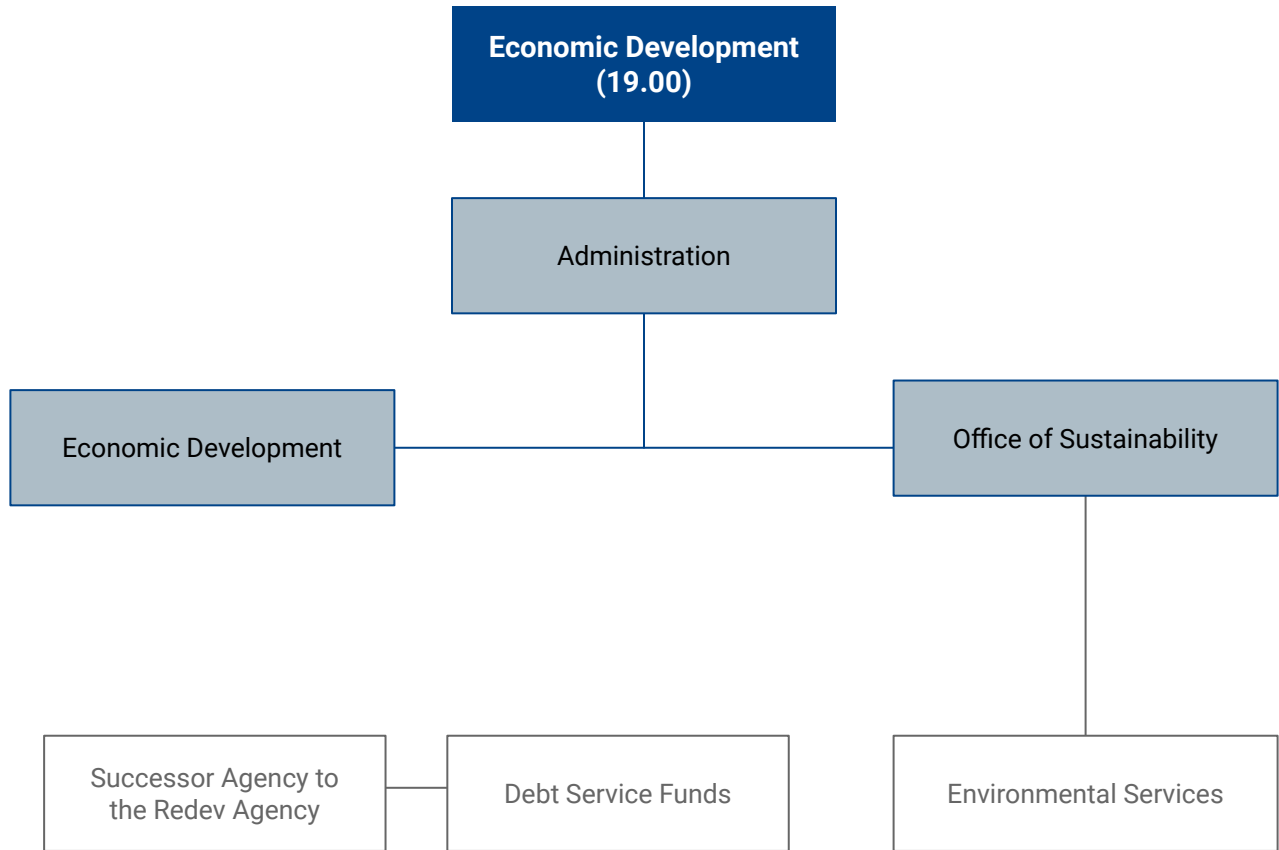 Economic Development
(19.00)
Administration
Economic Development
Office of Sustainability
Successor Agency to
the Redev Agency
Debt Service Funds
Environmental Services